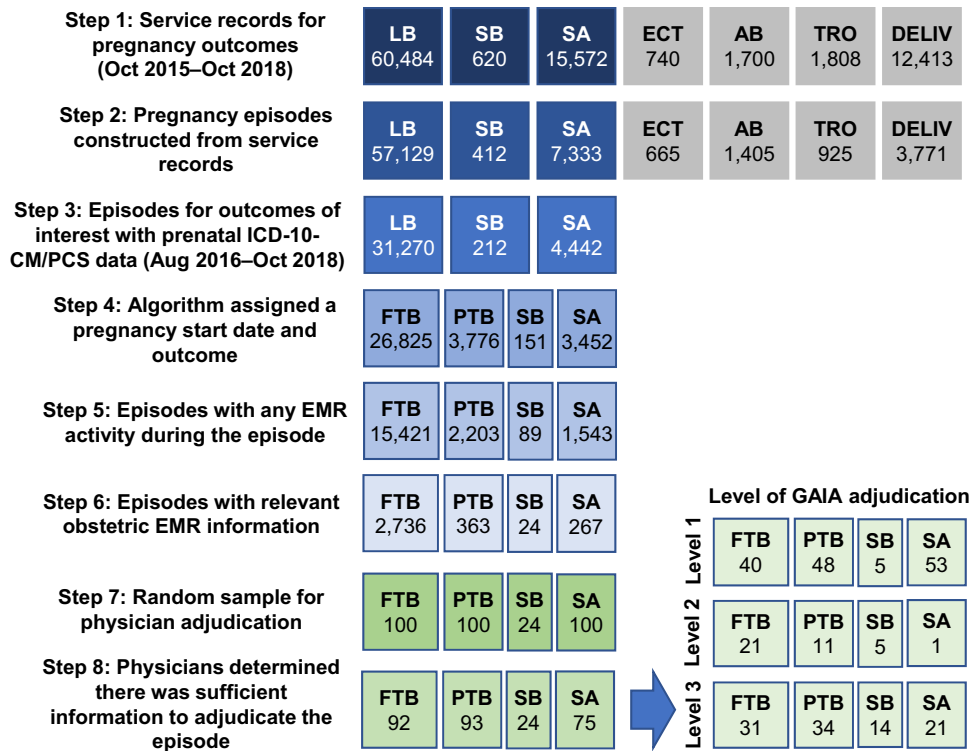 Step 1: Service records for
pregnancy outcomes
(Oct 2015–Oct 2018)
LB SB SA ECT AB TRO DELIV
60,484 620 15,572 740 1,700 1,808 12,413
Step 2: Pregnancy episodes
constructed from service
records
LB SB SA ECT AB TRO DELIV
57,129 412 7,333 665 1,405 925 3,771
Step 3: Episodes for outcomes of
interest with prenatal ICD-10-
CM/PCS data (Aug 2016–Oct 2018)
LB SB SA
31,270 212 4,442
Step 4: Algorithm assigned a
pregnancy start date and
outcome
FTB PTB SB SA
26,825 3,776 151 3,452
Step 5: Episodes with any EMR
activity during the episode
FTB PTB SB SA
15,421 2,203 89 1,543
Step 6: Episodes with relevant
obstetric EMR information
FTB PTB SB SA
2,736 363 24 267
Step 7: Random sample for
physician adjudication
FTB PTB SB SA
100 100 24 100
Step 8: Physicians determined
there was sufficient
information to adjudicate the
episode
FTB PTB SB SA
92 93 24 75
Level of GAIA adjudication
Level 1
FTB PTB SB SA
40 48 5 53
Level 2
FTB PTB SB SA
21 11 5 1
Level 3
FTB PTB SB SA
31 34 14 21